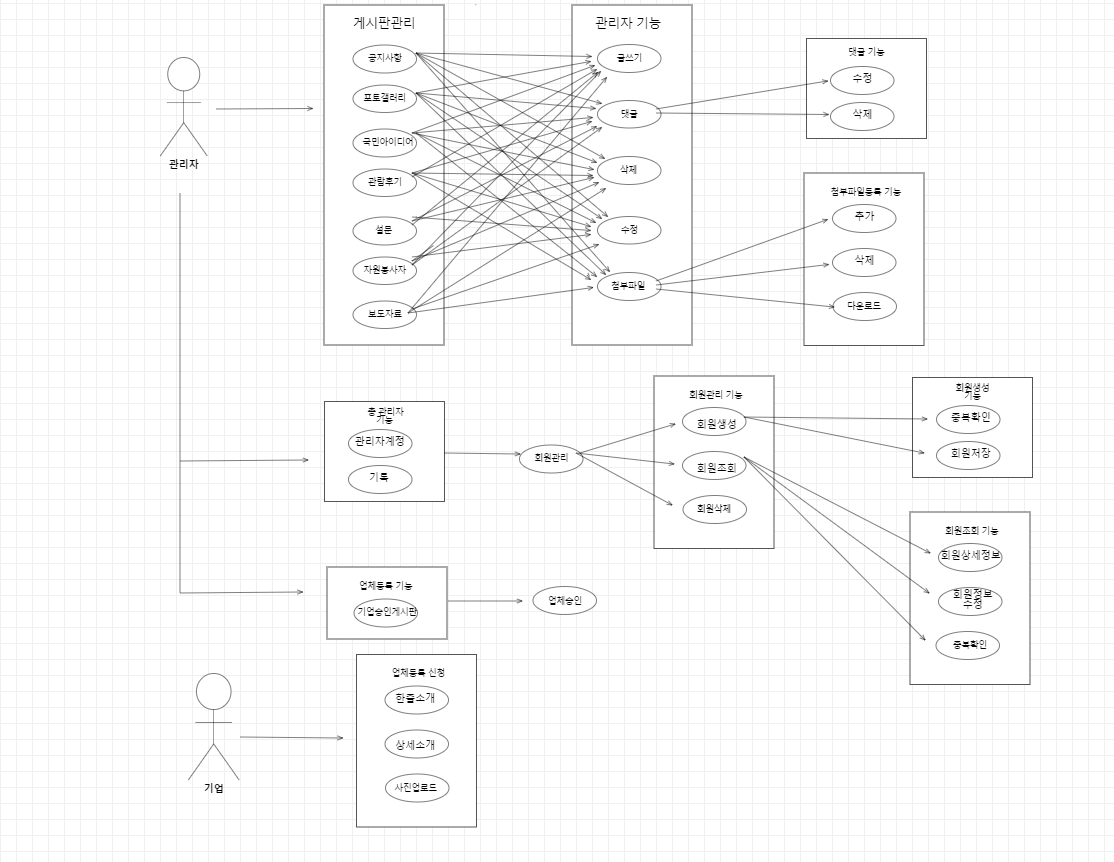 게시판관리
공지사항
포토갤러리
국민아이디어
관람후기
설문
자원봉사자
보도자료
관리자 기능
글쓰기
댓글
삭제
수정
첨부파일
댓글 기능
수정
삭제
첨부파일등록 기능
추가
삭제
다운로드
관리자
총 관리자
기능
관리자계정
기록
회원관리
회원관리 기능
회원생성
회원조회
회원삭제
회원생성
기능
중복확인
회원저장
회원조회 기능
회원상세정보
회원정보
수정
중복확인
업체등록 기능
기업승인게시판
업체승인
기업
업체등록 신청
한줄소개
상세소개
사진업로드